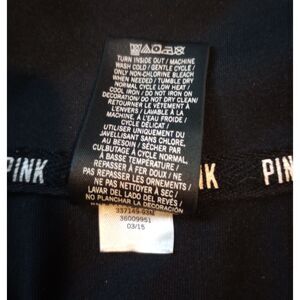 TURN INSIDE OUT / MACHINE
WASH COLD / GENTLE CYCLE /
ONLY NON-CHLORINE BLEACH
WHEN NEEDED / TUMBLE DRY
NORMAL CYCLE LOW HEAT /
COOL IRON / DO NOT IRON ON
DECORATION / DO NOT DRY CLEAN/
RETOURNER LE VÊTEMENT À
L'ENVERS / LAVABLE À LA
MACHINE / À L'EAU FROIDE /
CYCLE DÉLICAT /
UTILISER UNIQUEMENT DU
JAVELLISANT SANS CHLORE
AU BESOIN / SÉCHER PAR
CULBUTAGE À CYCLE NORMAL,
À BASSE TEMPÉRATURE /
REPASSER À FER DOUX / NE
PAS REPASSER LES ORNEMENTS /
NE PAS NETTOYER À SEC /
LAVAR DEL LADO DEL REVÉS /
NO PLANCHAR LA DECORACIÓN
PINK
NK
PINK
36009951
03/15